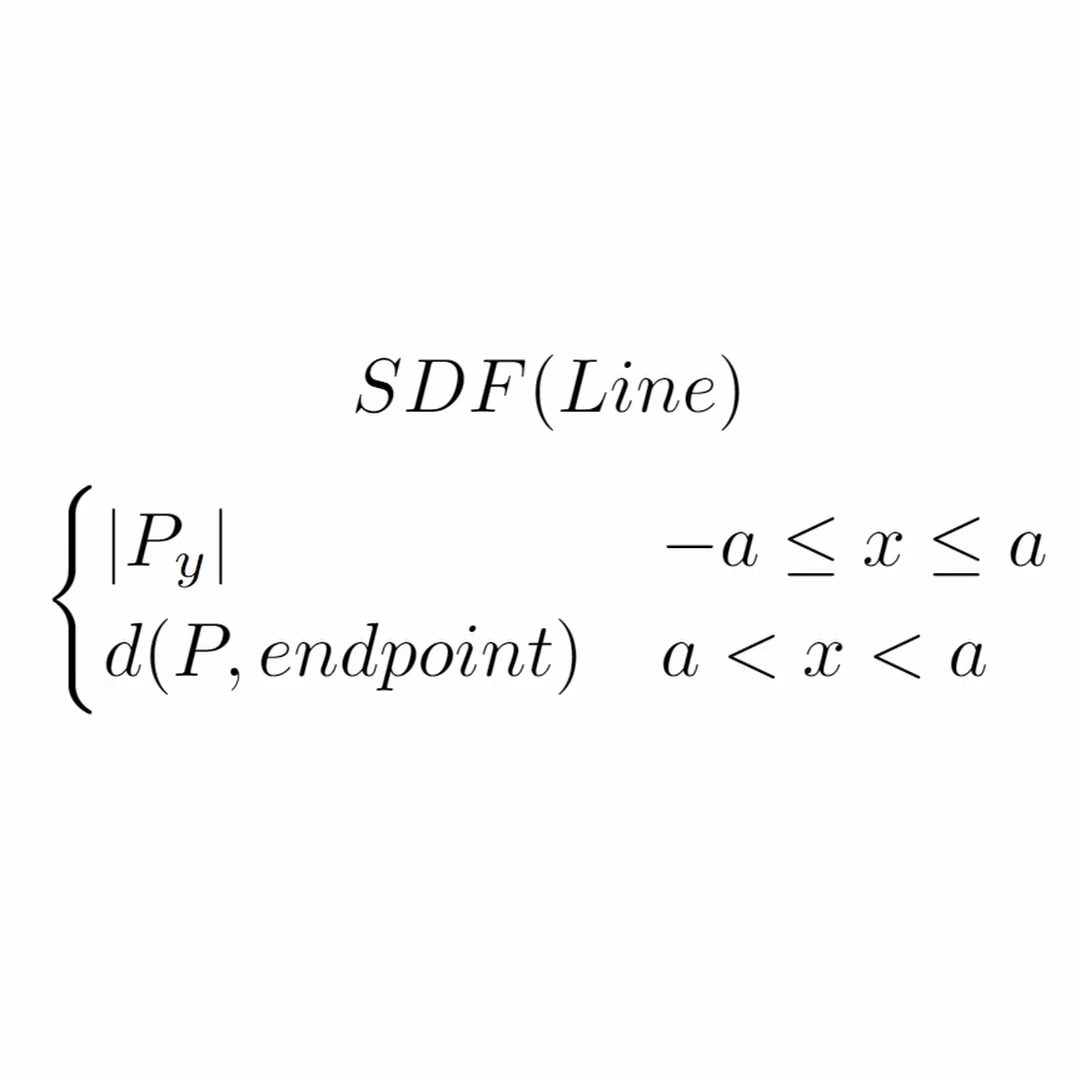 SDF(Line)
|P_y| −a ≤ x ≤ a
d(P, endpoint) a < x < a